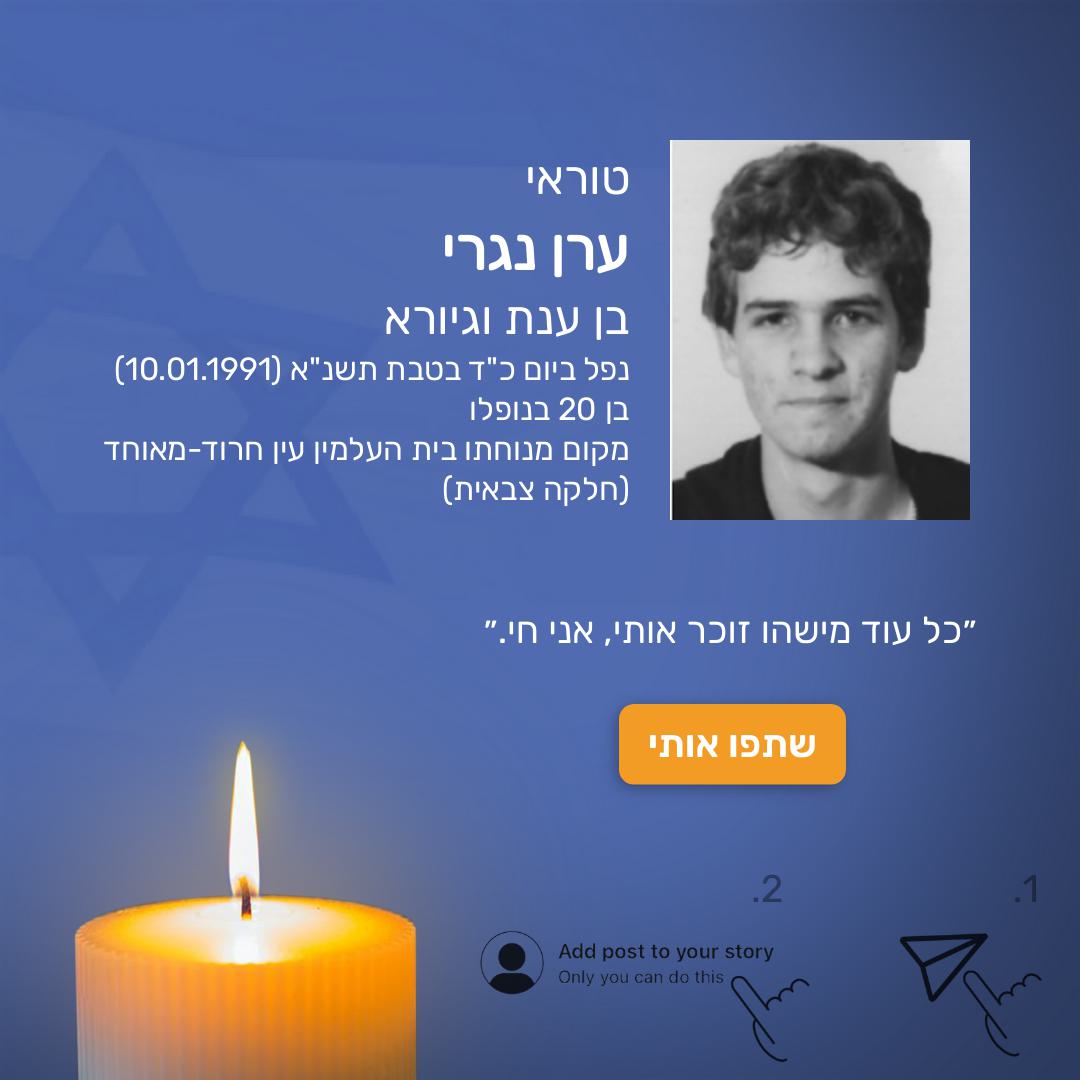 טוראי
ערן נגרי
בן ענת וגיורא
נפל ביום כ"ד בטבת תשנ"א (10.01.1991)
בן 20 בנופלו
מקום מנוחתו בית העלמין עין חרוד-מאוחד
(חלקה צבאית)
״כל עוד מישהו זוכר אותי, אני חי.״
שתפו אותי
.1
.2
Add post to your story
Only you can do this